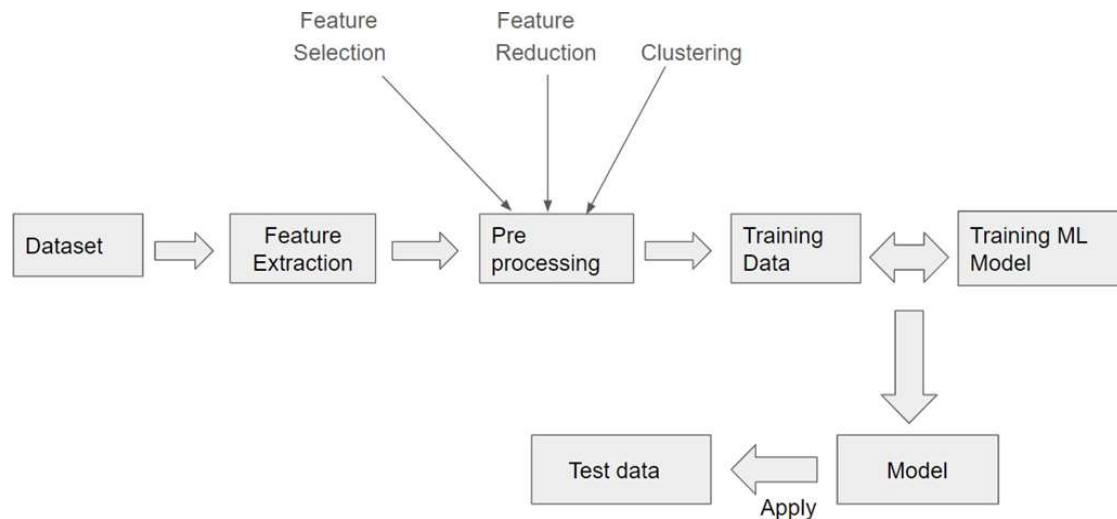 Feature
Selection
Feature
Reduction
Clustering
Dataset
Feature
Extraction
Pre
processing
Training
Data
Training ML
Model
Test data
Apply
Model